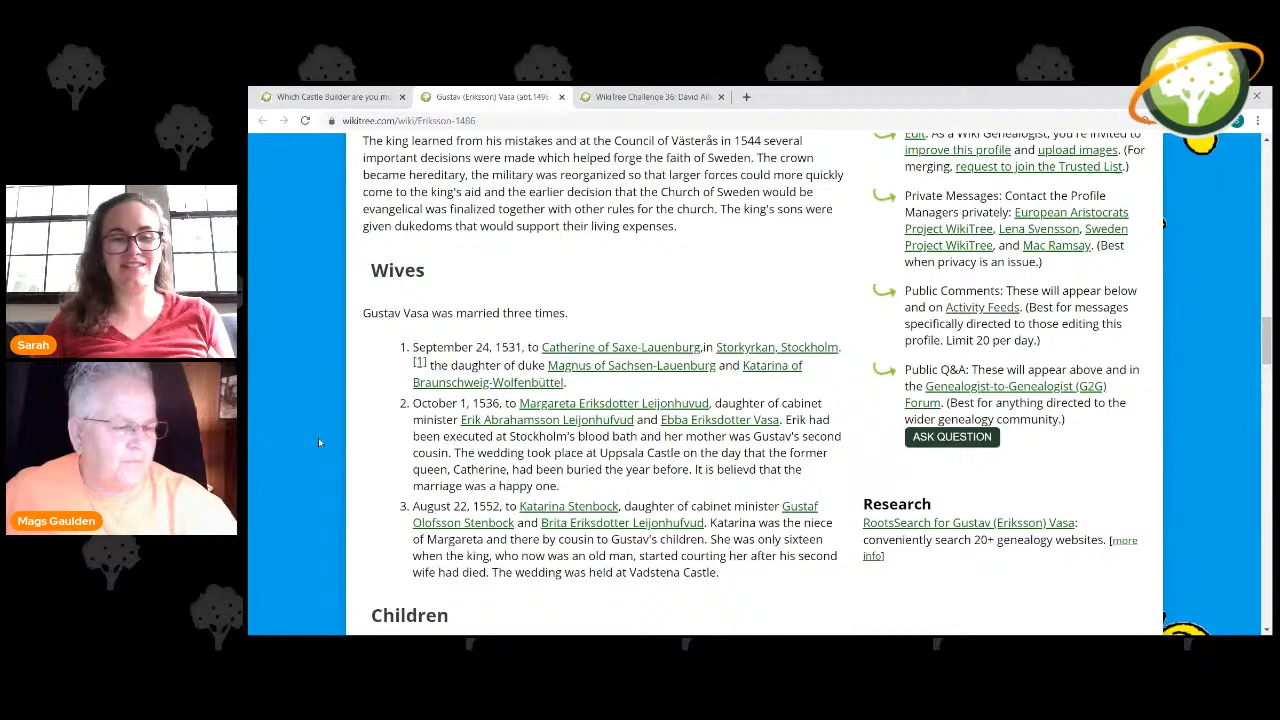 Which Castle Builder are you mo
Gustav (Eriksson) Vasa (abt.1496
WikiTree Challenge 36: David All
wikitree.com/wiki/Eriksson-1486
The king learned from his mistakes and at the Council of Västerås in 1544 several
important decisions were made which helped forge the faith of Sweden. The crown
became hereditary, the military was reorganized so that larger forces could more quickly
come to the king's aid and the earlier decision that the Church of Sweden would be
evangelical was finalized together with other rules for the church. The king's sons were
given dukedoms that would support their living expenses.
Wives
Gustav Vasa was married three times.
1. September 24, 1531, to Catherine of Saxe-Lauenburg,in Storkyrkan, Stockholm.
[1] the daughter of duke Magnus of Sachsen-Lauenburg and Katarina of
Braunschweig-Wolfenbüttel.
2. October 1, 1536, to Margareta Eriksdotter Leijonhuvud, daughter of cabinet
minister Erik Abrahamsson Leijonhufvud and Ebba Eriksdotter Vasa. Erik had
been executed at Stockholm's blood bath and her mother was Gustav's second
cousin. The wedding took place at Uppsala Castle on the day that the former
queen, Catherine, had been buried the year before. It is believd that the
marriage was a happy one.
3. August 22, 1552, to Katarina Stenbock, daughter of cabinet minister Gustaf
Olofsson Stenbock and Brita Eriksdotter Leijonhufvud. Katarina was the niece
of Margareta and there by cousin to Gustav's children. She was only sixteen
when the king, who now was an old man, started courting her after his second
wife had died. The wedding was held at Vadstena Castle.
Children
Edit: As a Wiki Genealogist, you're invited to
improve this profile and upload images. (For
merging, request to join the Trusted List.)
Private Messages: Contact the Profile
Managers privately: European Aristocrats
Project WikiTree, Lena Svensson, Sweden
Project WikiTree, and Mac Ramsay. (Best
when privacy is an issue.)
Public Comments: These will appear below
and on Activity Feeds. (Best for messages
specifically directed to those editing this
profile. Limit 20 per day.)
Public Q&A: These will appear above and in
the Genealogist-to-Genealogist (G2G)
Forum. (Best for anything directed to the
wider genealogy community.)
ASK QUESTION
Research
RootsSearch for Gustav (Eriksson) Vasa:
conveniently search 20+ genealogy websites. [more
info]
Sarah
Mags Gaulden